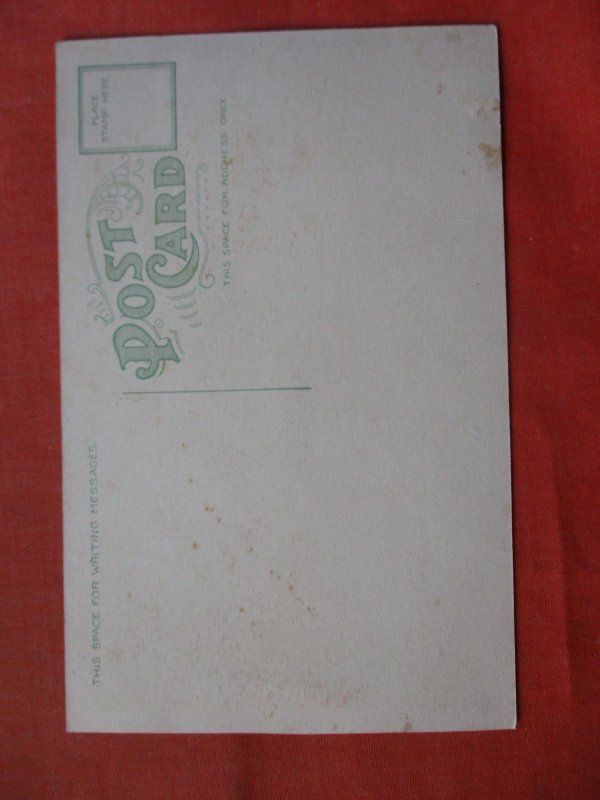 THIS SPACE FOR WRITING MESSAGES.
POST
CARD
THIS SPACE FOR ADDRESS ONLY
PLACE
STAMP HERE